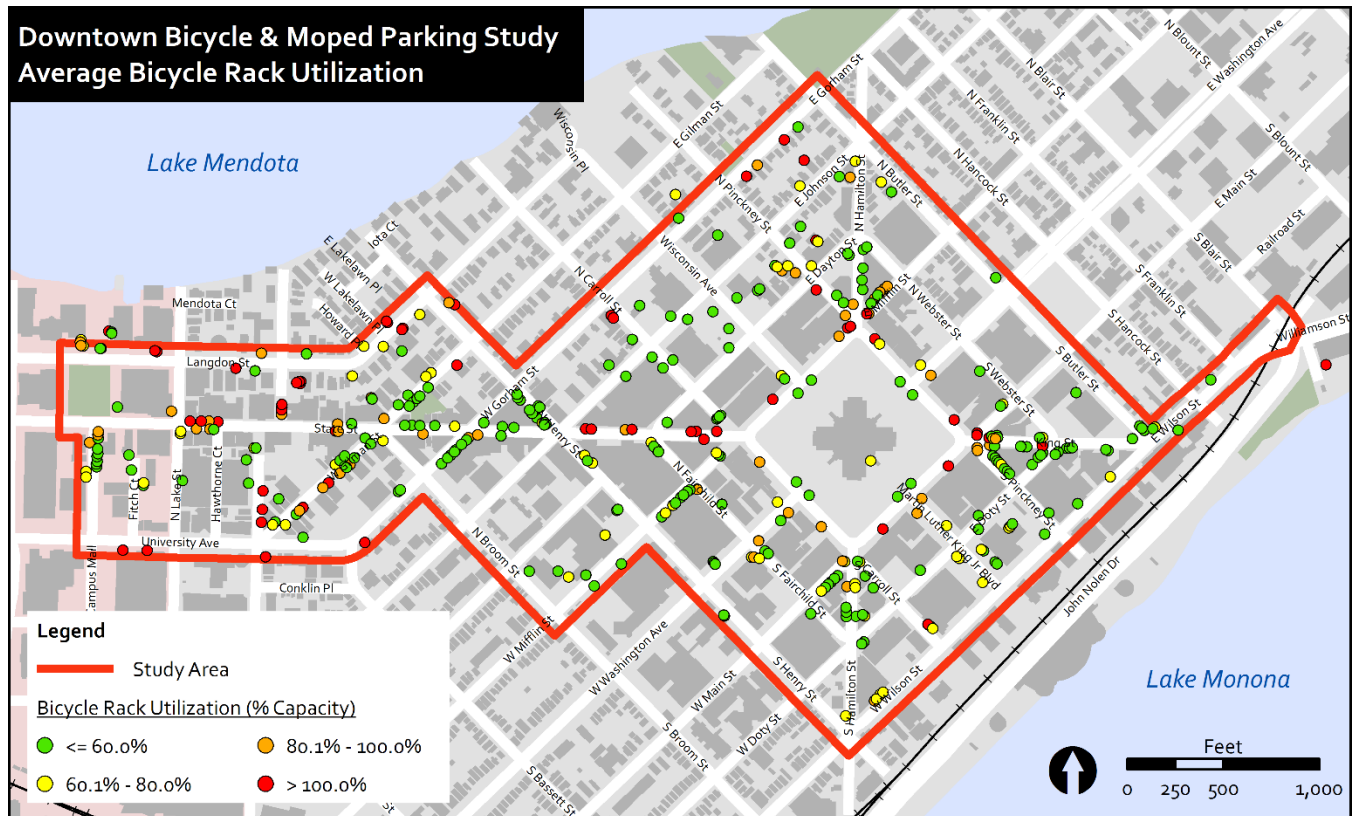 Downtown Bicycle & Moped Parking Study
Average Bicycle Rack Utilization
Lake Mendota
Lake Monona
N Blount St
E Washington Ave
N Blair St
E Gorham St
N Franklin St
S Blount St
E Gilman St
Wisconsin Pl
N Hancock St
E Main St
N Butler St
E Johnson St
N Hamilton St
N Pinckney St
Railroad St
S Blair St
Iota Ct
E Lakelawn Pl
W Lakelawn Pl
Howard Pl
Wisconsin Ave
E Dayton St
E Mifflin St
N Webster St
S Franklin St
Mendota Ct
N Carroll St
S Hancock St
Williamson St
Langdon St
S Webster St
S Butler St
W Gorham St
State St
N Henry St
King St
E Wilson St
N Fairchild St
S Pinckney St
Fitch Ct
N Lake St
Hawthorne Ct
Martin Luther King Jr Blvd
University Ave
N Broom St
Campus Mall
Conklin Pl
S Fairchild St
S Carroll St
John Nolen Dr
W Mifflin St
W Washington Ave
W Main St
S Henry St
S Hamilton St
W Wilson St
S Broom St
W Doty St
S Bassett St
Legend
Study Area
Bicycle Rack Utilization (% Capacity)
<= 60.0%
80.1% - 100.0%
60.1% - 80.0%
> 100.0%
Feet
0 250 500 1,000